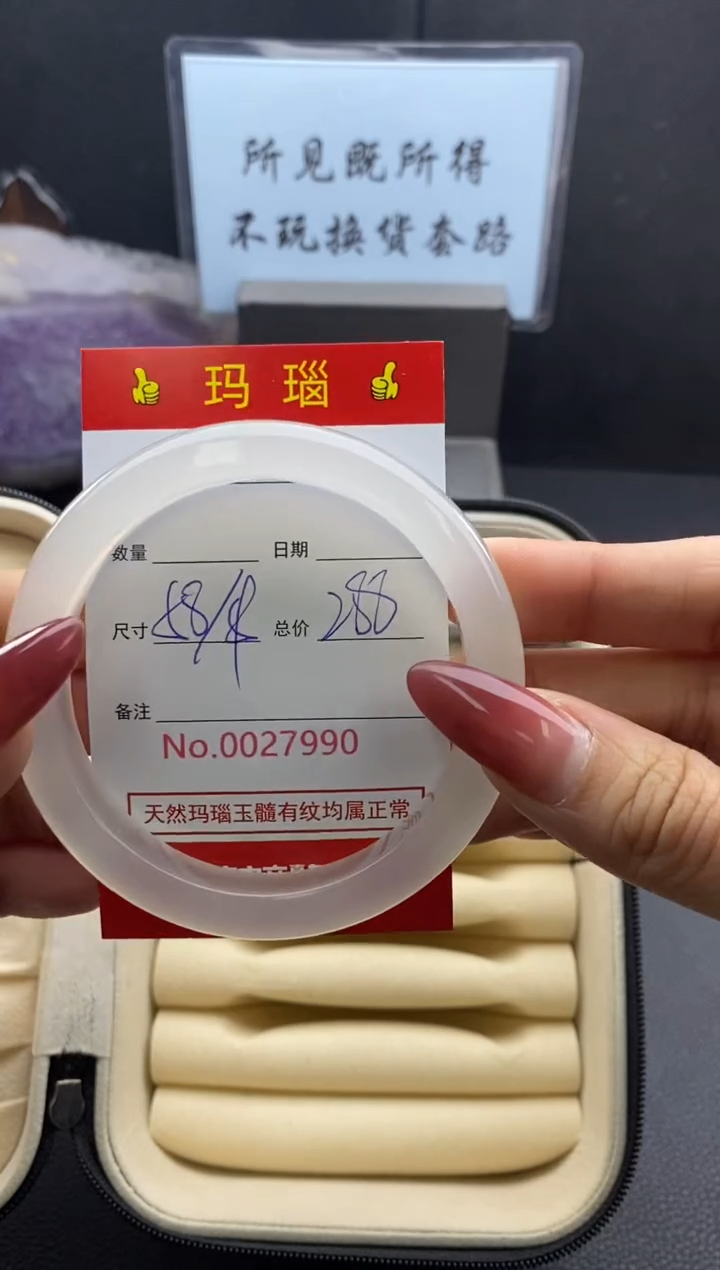 所见既所得
不玩换货套路
玛瑙
数量 日期
尺寸 58/ 总价 288
备注
No.0027990
天然玛瑙玉髓有纹均属正常